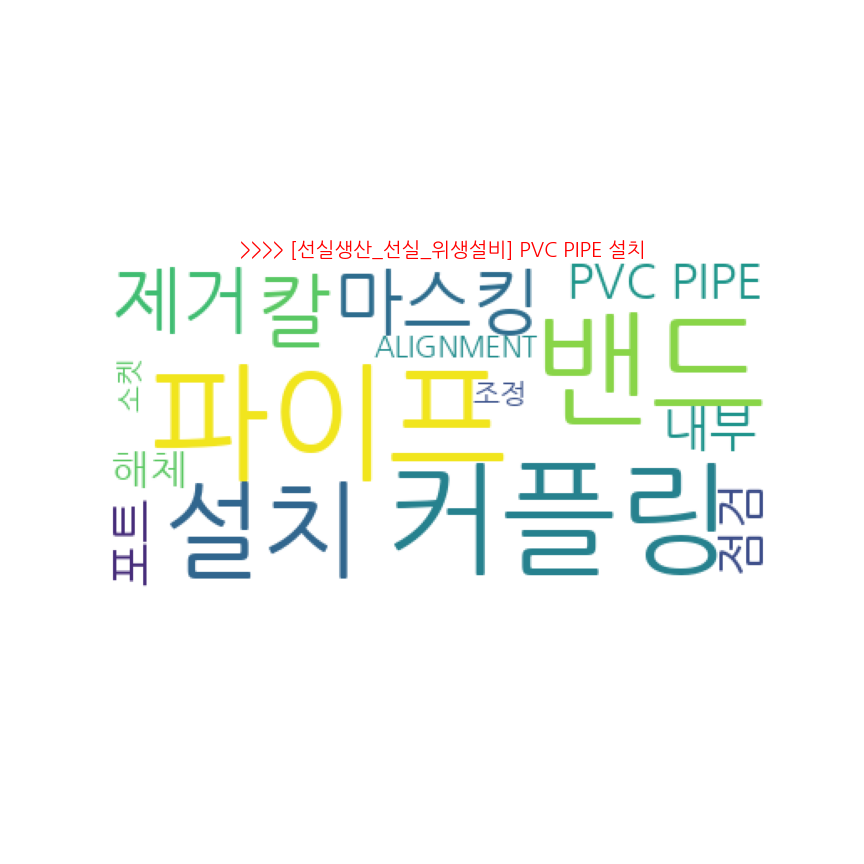 >>>> [선실생산_선실_위생설비] PVC PIPE 설치
제거
칼
마스킹
PVC PIPE
ALIGNMENT
밴드
소켓
파이프
조정
내부
해체
설치
커플링
포트
점검